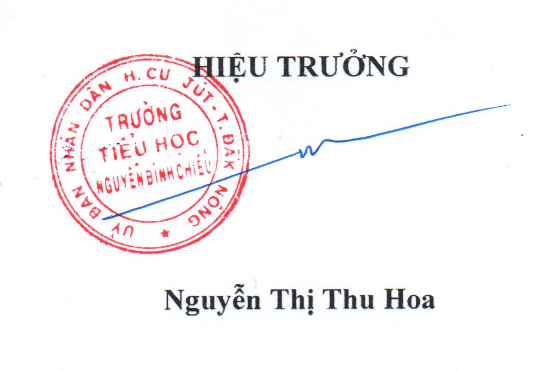 HIỆU TRƯỞNG
UỶ BAN NHÂN DÂN H. CƯ JÚT - T. ĐĂK NÔNG
TRƯỜNG
TIỂU HỌC
NGUYỄN ĐÌNH CHIỂU
Nguyễn Thị Thu Hoa